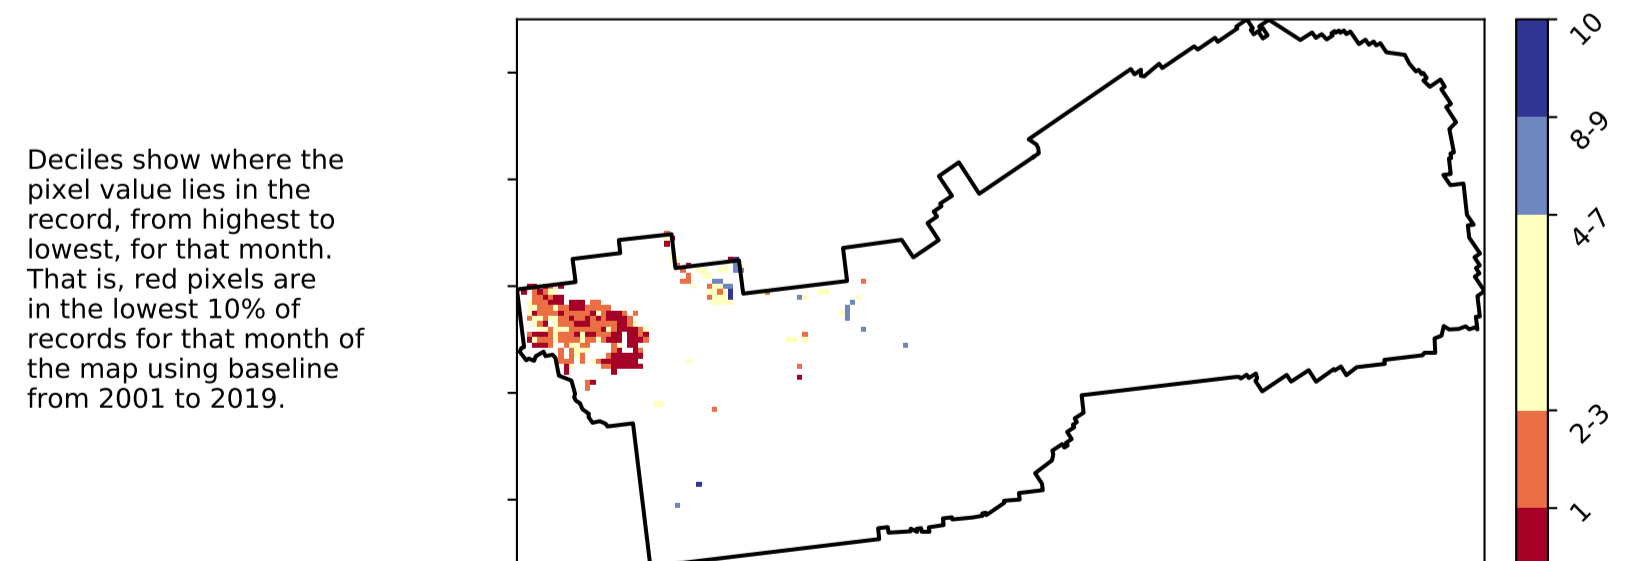 Deciles show where the
pixel value lies in the
record, from highest to
lowest, for that month.
That is, red pixels are
in the lowest 10% of
records for that month of
the map using baseline
from 2001 to 2019.
10
8-9
4-7
2-3
1